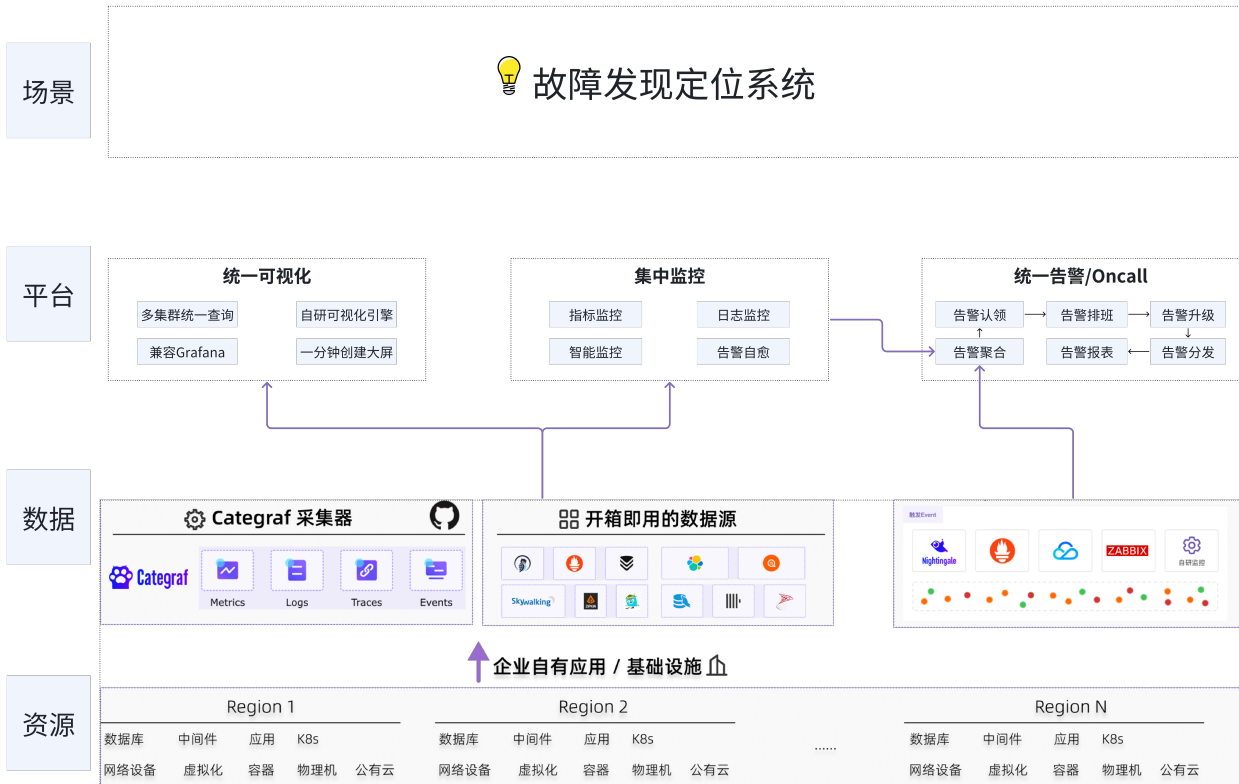 场景
故障发现定位系统
平台
统一可视化
多集群统一查询
自研可视化引擎
兼容Grafana
一分钟创建大屏
集中监控
指标监控
日志监控
智能监控
告警自愈
统一告警/Oncall
告警认领
告警排班
告警升级
告警聚合
告警报表
告警分发
数据
Categraf 采集器
Categraf
Metrics
Logs
Traces
Events
开箱即用的数据源
Skywalking
触发Event
Nightingale
ZABBIX
自研监控
企业自有应用 / 基础设施
资源
Region 1
数据库 中间件 应用 K8s
网络设备 虚拟化 容器 物理机 公有云
Region 2
数据库 中间件 应用 K8s
网络设备 虚拟化 容器 物理机 公有云
......
Region N
数据库 中间件 应用 K8s
网络设备 虚拟化 容器 物理机 公有云